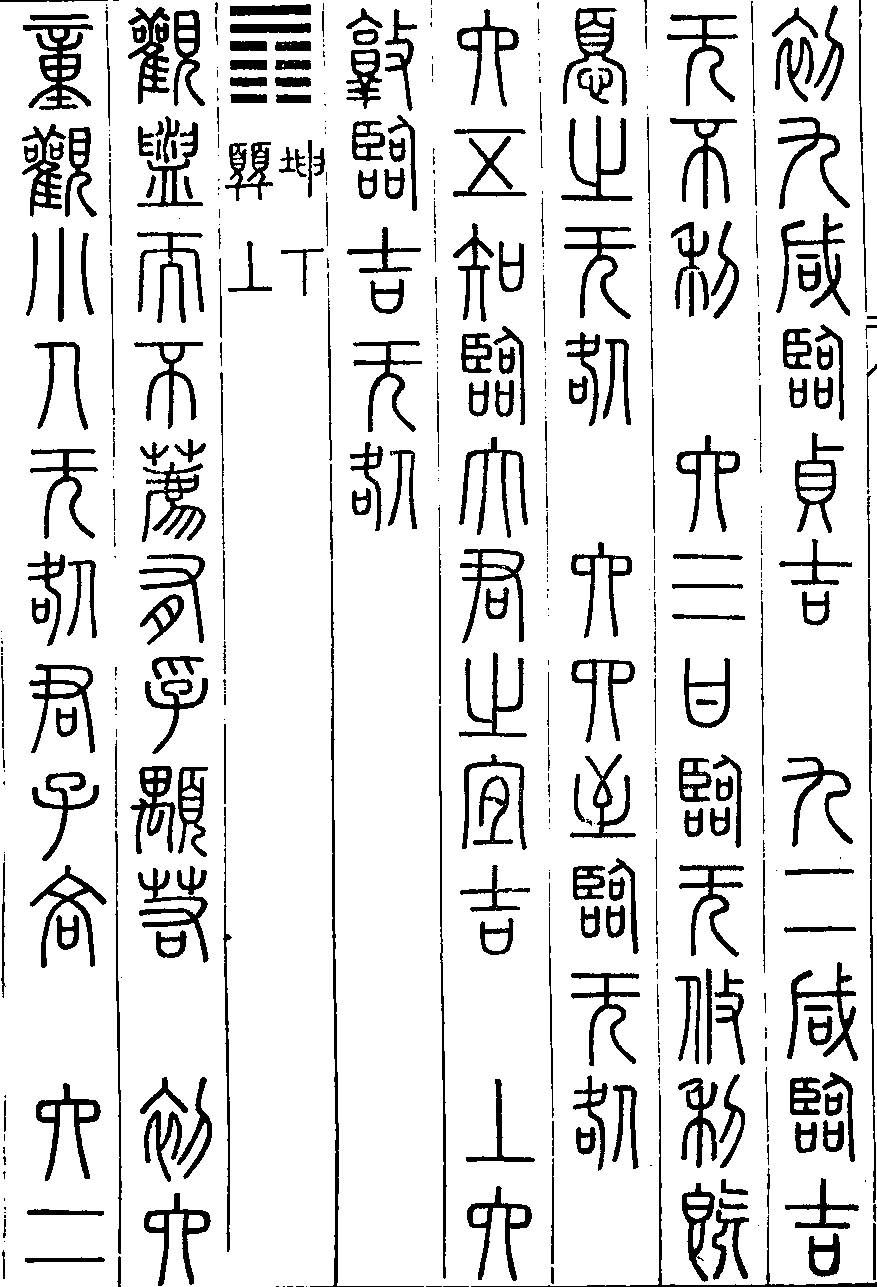 初九咸臨貞吉　九二咸臨吉
无不利　六三甘臨无攸利既
憂之无咎　六四至臨无咎
六五知臨大君之宜吉　上六
敦臨吉无咎
䷓ 坤下巽上
觀盥而不薦有孚顒若　初六
童觀小人无咎君子吝　六二